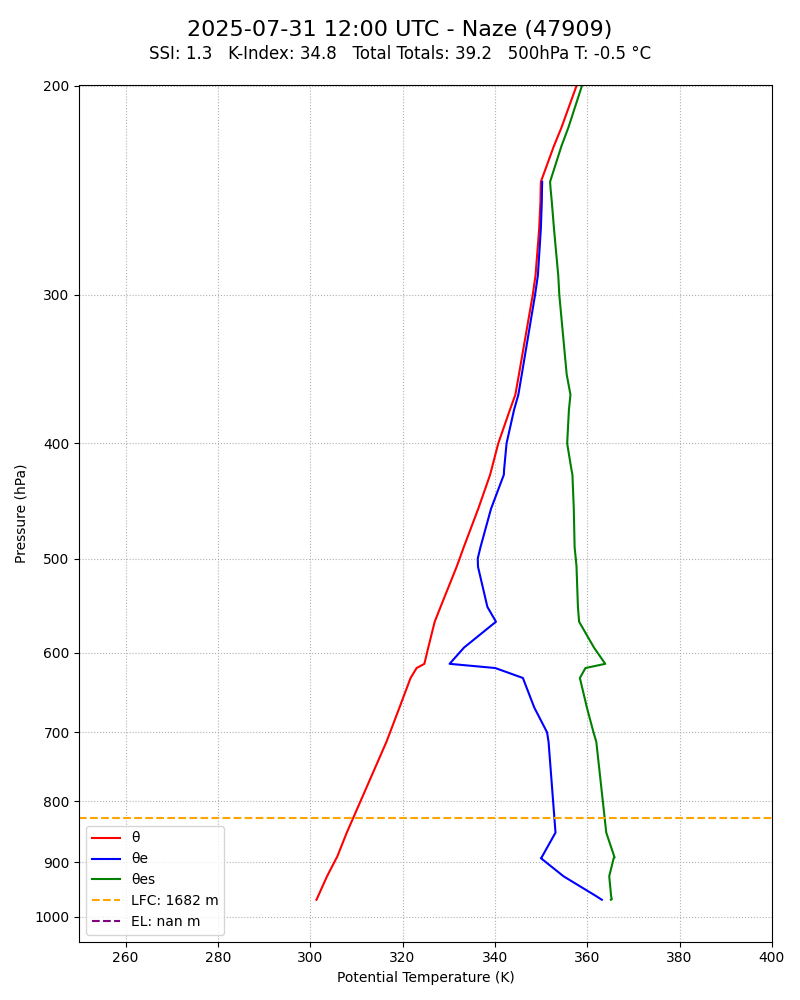 2025-07-31 12:00 UTC - Naze (47909)
SSI: 1.3   K-Index: 34.8   Total Totals: 39.2   500hPa T: -0.5 °C
200
300
400
500
600
700
800
900
1000
Pressure (hPa)
θ
θe
θes
LFC: 1682 m
EL: nan m
260 280 300 320 340 360 380 400
Potential Temperature (K)